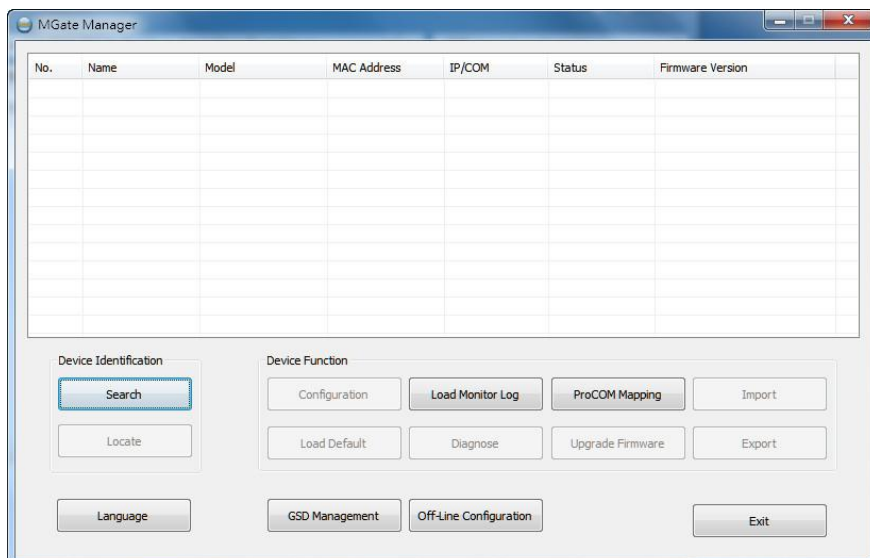 MGate Manager
No. Name Model MAC Address IP/COM Status Firmware Version
Device Identification Device Function
Search Configuration Load Monitor Log ProCOM Mapping Import
Locate Load Default Diagnose Upgrade Firmware Export
Language GSD Management Off-Line Configuration Exit